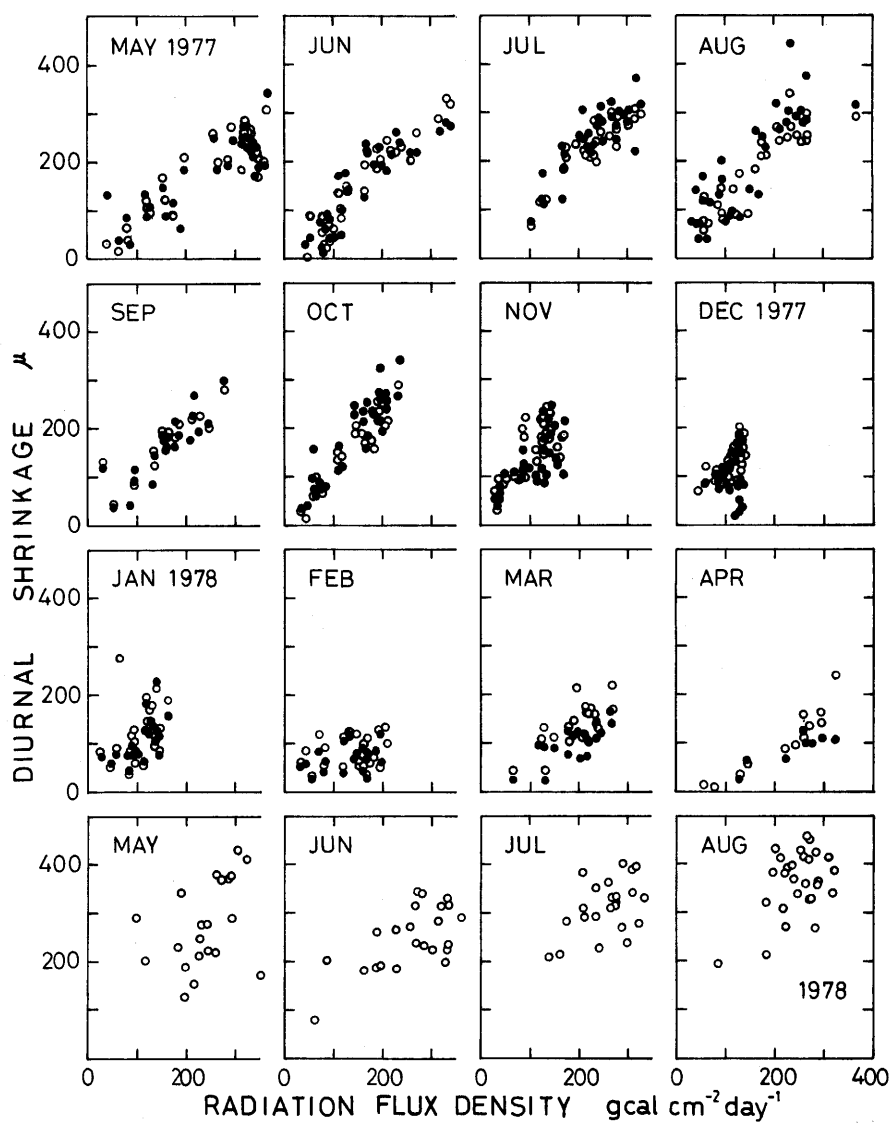 MAY 1977 JUN JUL AUG
400
200
0
SEP OCT NOV DEC 1977
400
200
0
JAN 1978 FEB MAR APR
400
200
0
MAY JUN JUL AUG
400
200
1978
0 200 0 200 0 200 0 200 400
DIURNAL SHRINKAGE μ
RADIATION FLUX DENSITY gcal cm⁻² day⁻¹